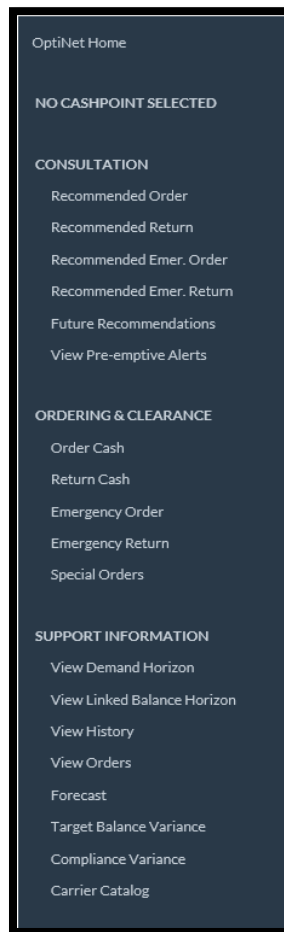 OptiNet Home
NO CASHPOINT SELECTED
CONSULTATION
Recommended Order
Recommended Return
Recommended Emer. Order
Recommended Emer. Return
Future Recommendations
View Pre-emptive Alerts
ORDERING & CLEARANCE
Order Cash
Return Cash
Emergency Order
Emergency Return
Special Orders
SUPPORT INFORMATION
View Demand Horizon
View Linked Balance Horizon
View History
View Orders
Forecast
Target Balance Variance
Compliance Variance
Carrier Catalog